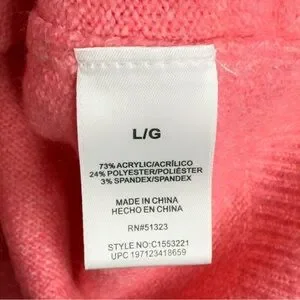 L/G
73% ACRYLIC/ACRÍLICO
24% POLYESTER/POLIÉSTER
3% SPANDEX/SPANDEX
MADE IN CHINA
HECHO EN CHINA
RN#51323
STYLE NO:C1553221
UPC 197123418659